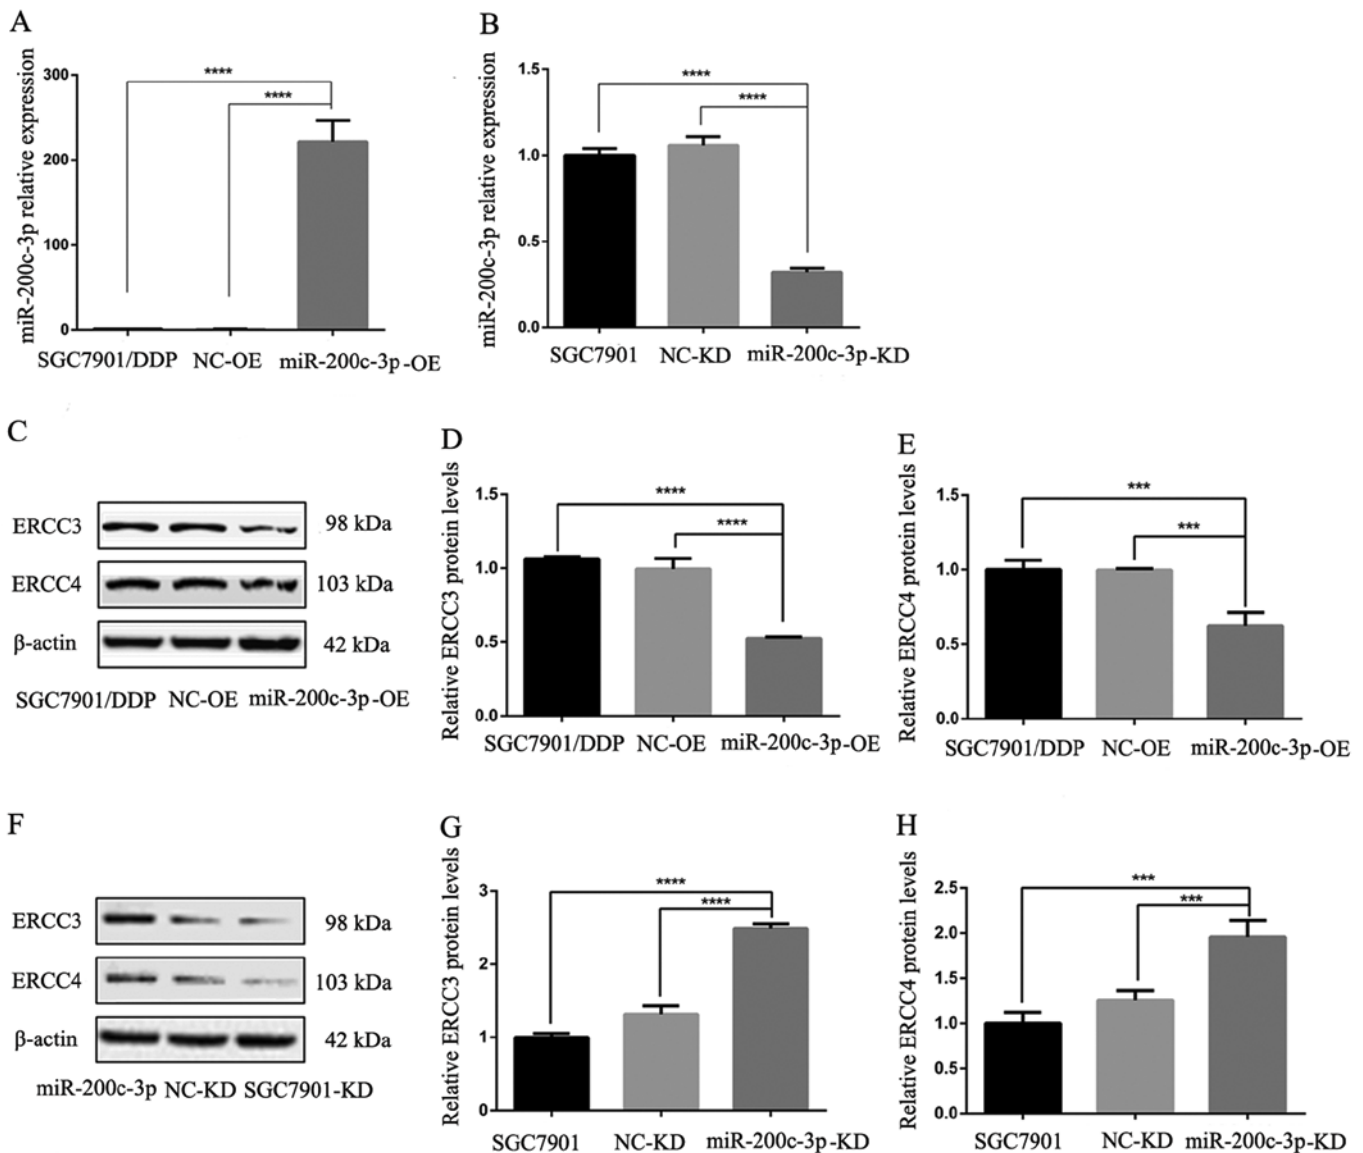 A
miR-200c-3p relative expression
300
200
100
0
****
****
SGC7901/DDP NC-OE miR-200c-3p-OE
B
miR-200c-3p relative expression
1.5
1.0
0.5
0.0
****
****
SGC7901 NC-KD miR-200c-3p-KD
C
ERCC3 98 kDa
ERCC4 103 kDa
β-actin 42 kDa
SGC7901/DDP NC-OE miR-200c-3p-OE
D
Relative ERCC3 protein levels
1.5
1.0
0.5
0.0
****
****
SGC7901/DDP NC-OE miR-200c-3p-OE
E
Relative ERCC4 protein levels
1.5
1.0
0.5
0.0
***
***
SGC7901/DDP NC-OE miR-200c-3p-OE
F
ERCC3 98 kDa
ERCC4 103 kDa
β-actin 42 kDa
miR-200c-3p NC-KD SGC7901-KD
G
Relative ERCC3 protein levels
3
2
1
0
****
****
SGC7901 NC-KD miR-200c-3p-KD
H
Relative ERCC4 protein levels
2.5
2.0
1.5
1.0
0.5
0.0
***
***
SGC7901 NC-KD miR-200c-3p-KD